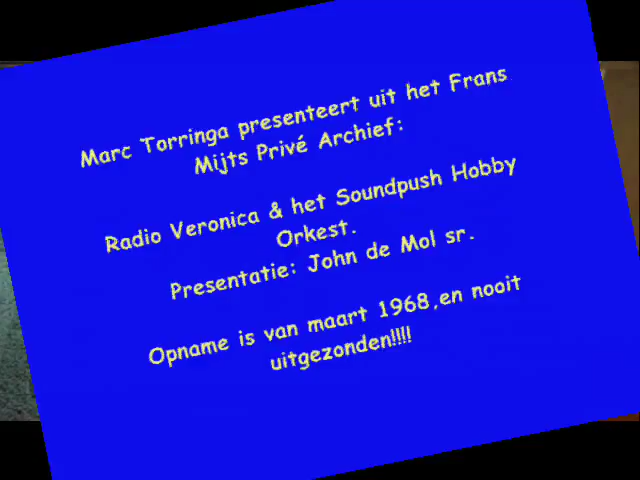 Marc Torringa presenteert uit het Frans
Mijts Privé Archief:
Radio Veronica & het Soundpush Hobby
Orkest.
Presentatie: John de Mol sr.
Opname is van maart 1968,en nooit
uitgezonden!!!!